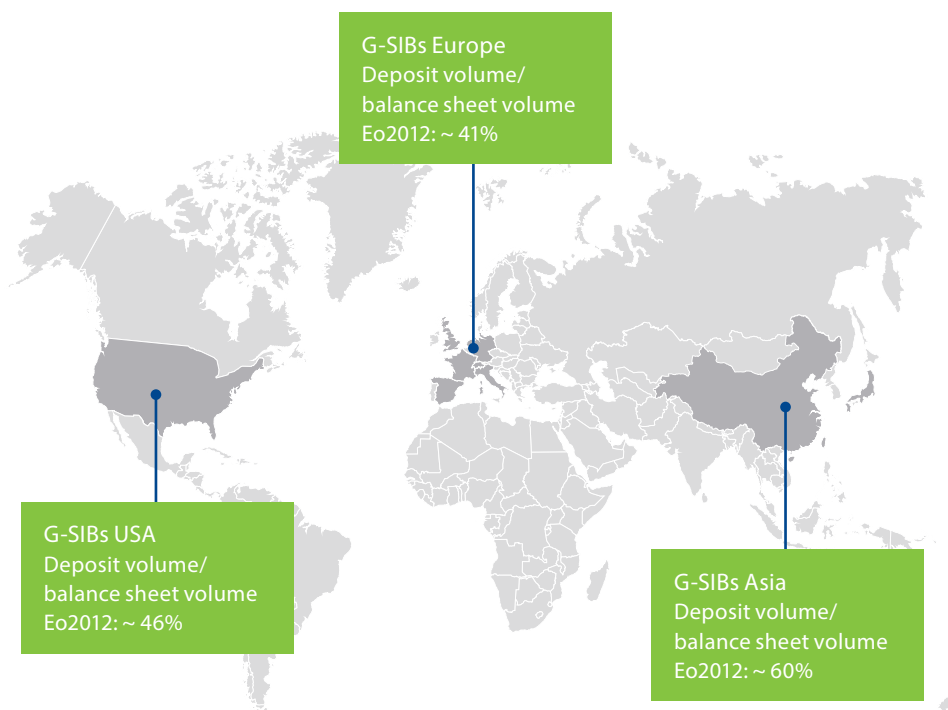 G-SIBs Europe
Deposit volume/
balance sheet volume
Eo2012: ~ 41%
G-SIBs USA
Deposit volume/
balance sheet volume
Eo2012: ~ 46%
G-SIBs Asia
Deposit volume/
balance sheet volume
Eo2012: ~ 60%